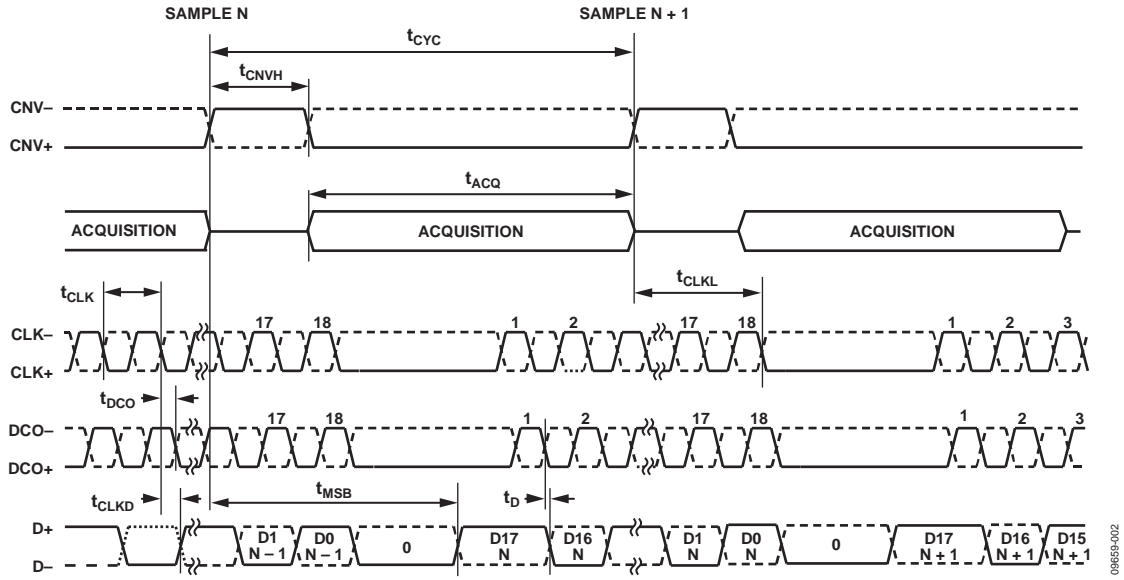 SAMPLE N SAMPLE N + 1
tCYC
tCNVH
CNV–
CNV+
tACQ
ACQUISITION ACQUISITION ACQUISITION
tCLK tCLKL
17 18 1 2 17 18 1 2 3
CLK–
CLK+
tDCO
17 18 1 2 17 18 1 2 3
DCO–
DCO+
tCLKD tMSB tD
D+
D–
D1 N – 1
D0 N – 1
0
D17 N
D16 N
D1 N
D0 N
0
D17 N + 1
D16 N + 1
D15 N + 1
09659-002